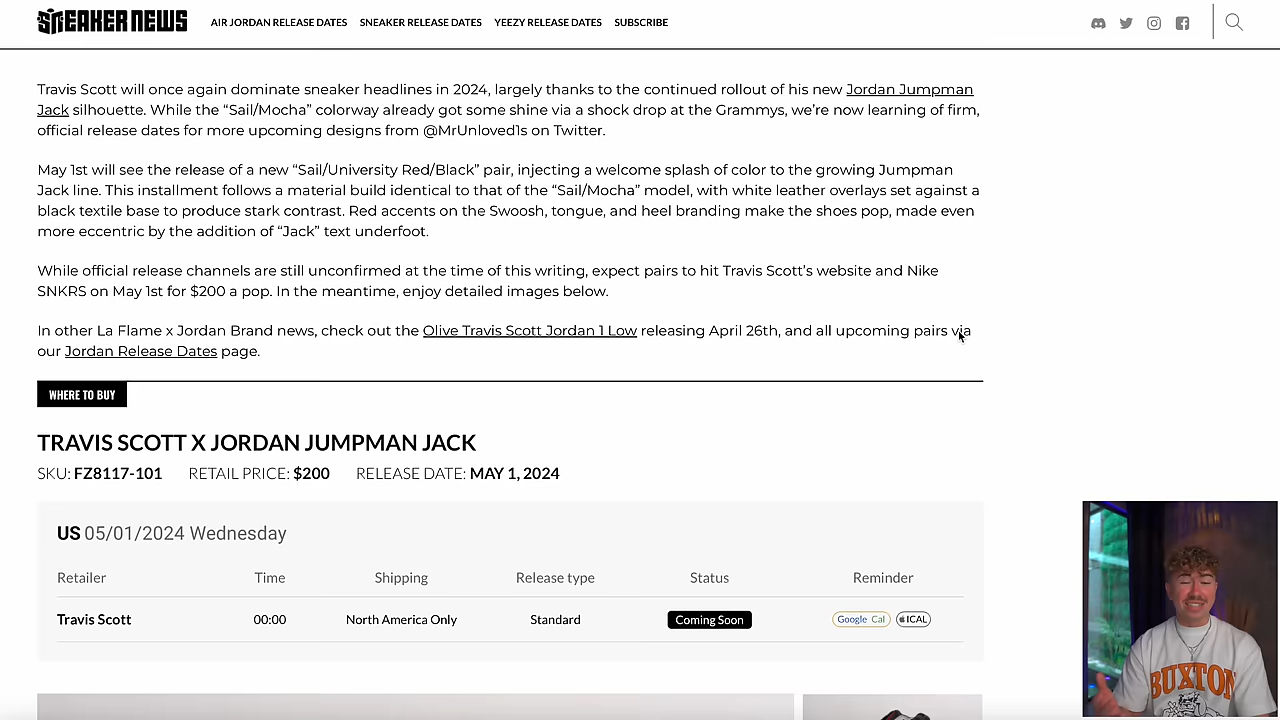 SNEAKER NEWS
AIR JORDAN RELEASE DATES SNEAKER RELEASE DATES YEEZY RELEASE DATES SUBSCRIBE
Travis Scott will once again dominate sneaker headlines in 2024, largely thanks to the continued rollout of his new Jordan Jumpman
Jack silhouette. While the “Sail/Mocha” colorway already got some shine via a shock drop at the Grammys, we’re now learning of firm,
official release dates for more upcoming designs from @MrUnloved1s on Twitter.
May 1st will see the release of a new “Sail/University Red/Black” pair, injecting a welcome splash of color to the growing Jumpman
Jack line. This installment follows a material build identical to that of the “Sail/Mocha” model, with white leather overlays set against a
black textile base to produce stark contrast. Red accents on the Swoosh, tongue, and heel branding make the shoes pop, made even
more eccentric by the addition of “Jack” text underfoot.
While official release channels are still unconfirmed at the time of this writing, expect pairs to hit Travis Scott’s website and Nike
SNKRS on May 1st for $200 a pop. In the meantime, enjoy detailed images below.
In other La Flame x Jordan Brand news, check out the Olive Travis Scott Jordan 1 Low releasing April 26th, and all upcoming pairs via
our Jordan Release Dates page.
WHERE TO BUY
TRAVIS SCOTT X JORDAN JUMPMAN JACK
SKU: FZ8117-101 RETAIL PRICE: $200 RELEASE DATE: MAY 1, 2024
US 05/01/2024 Wednesday
Retailer Time Shipping Release type Status Reminder
Travis Scott 00:00 North America Only Standard Coming Soon Google Cal iCAL
BUXTON